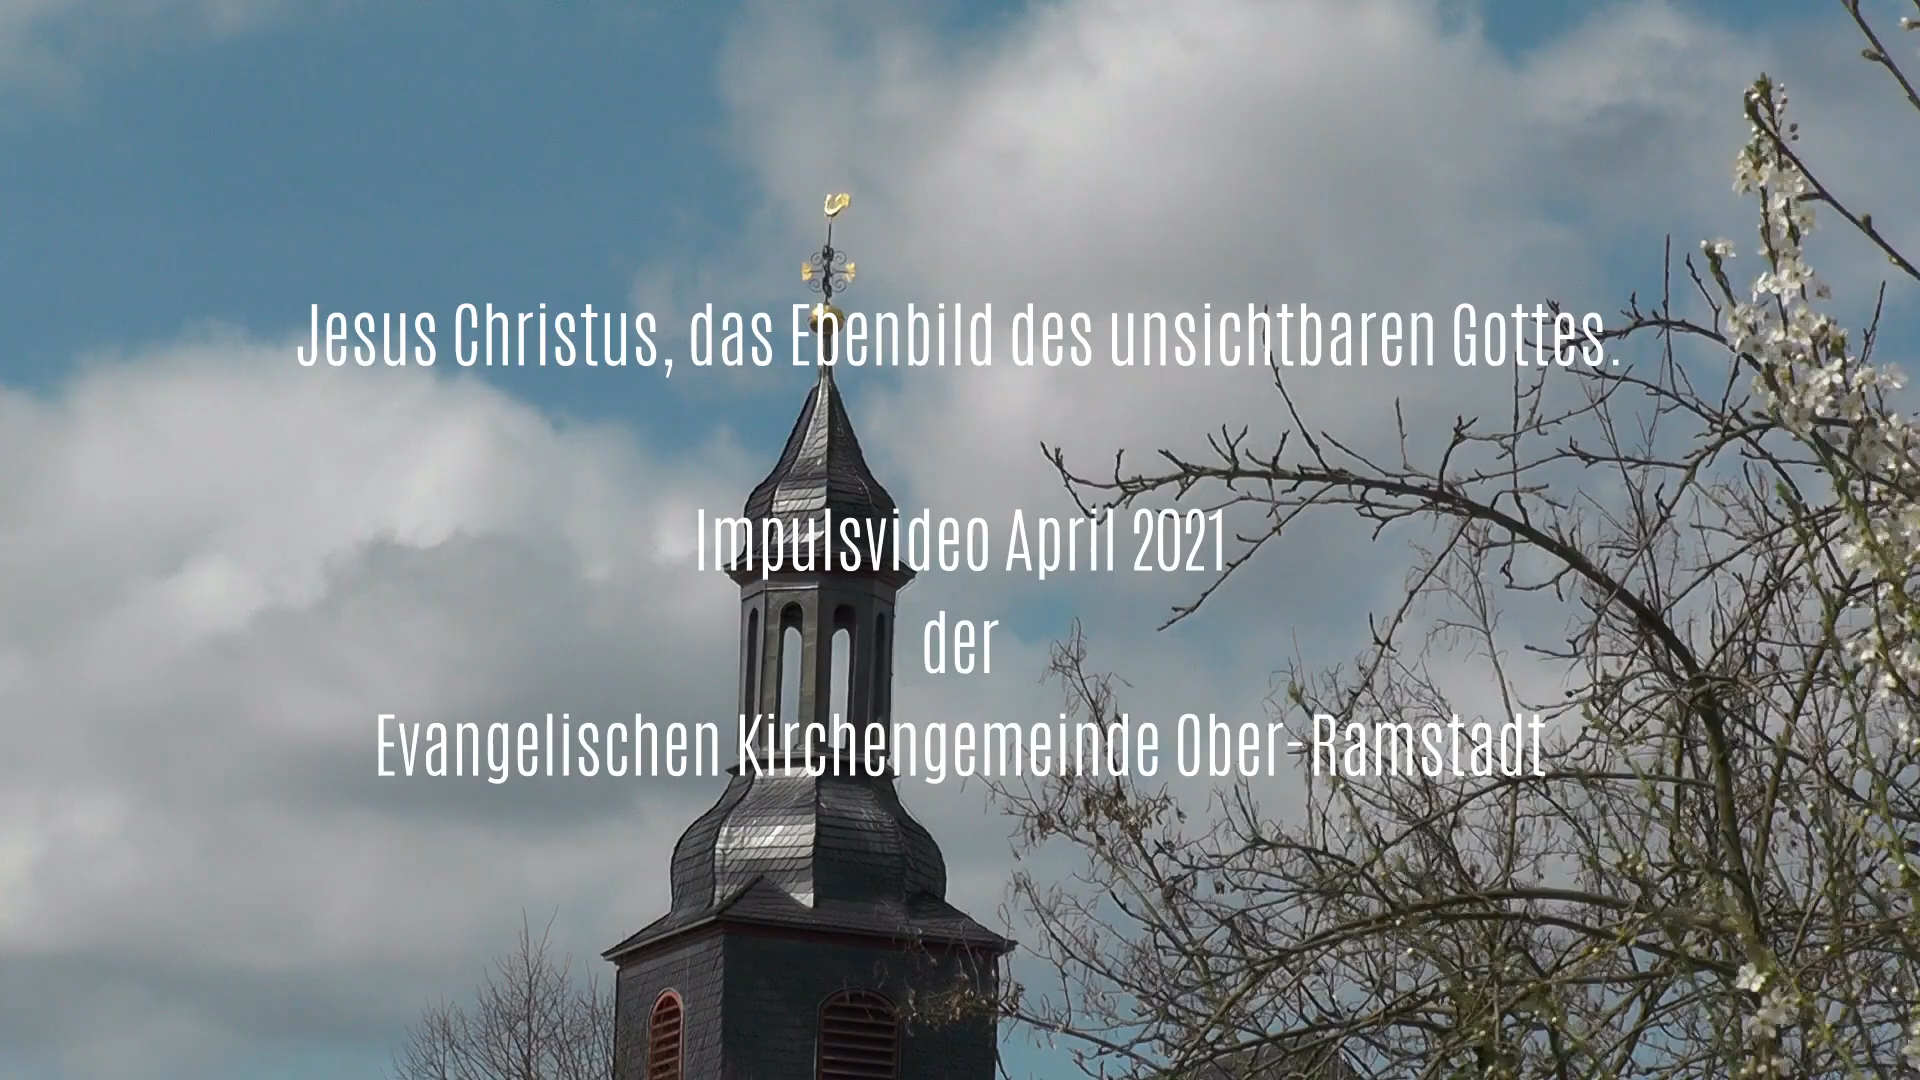 Jesus Christus, das Ebenbild des unsichtbaren Gottes.
Impulsvideo April 2021
der
Evangelischen Kirchengemeinde Ober-Ramstadt